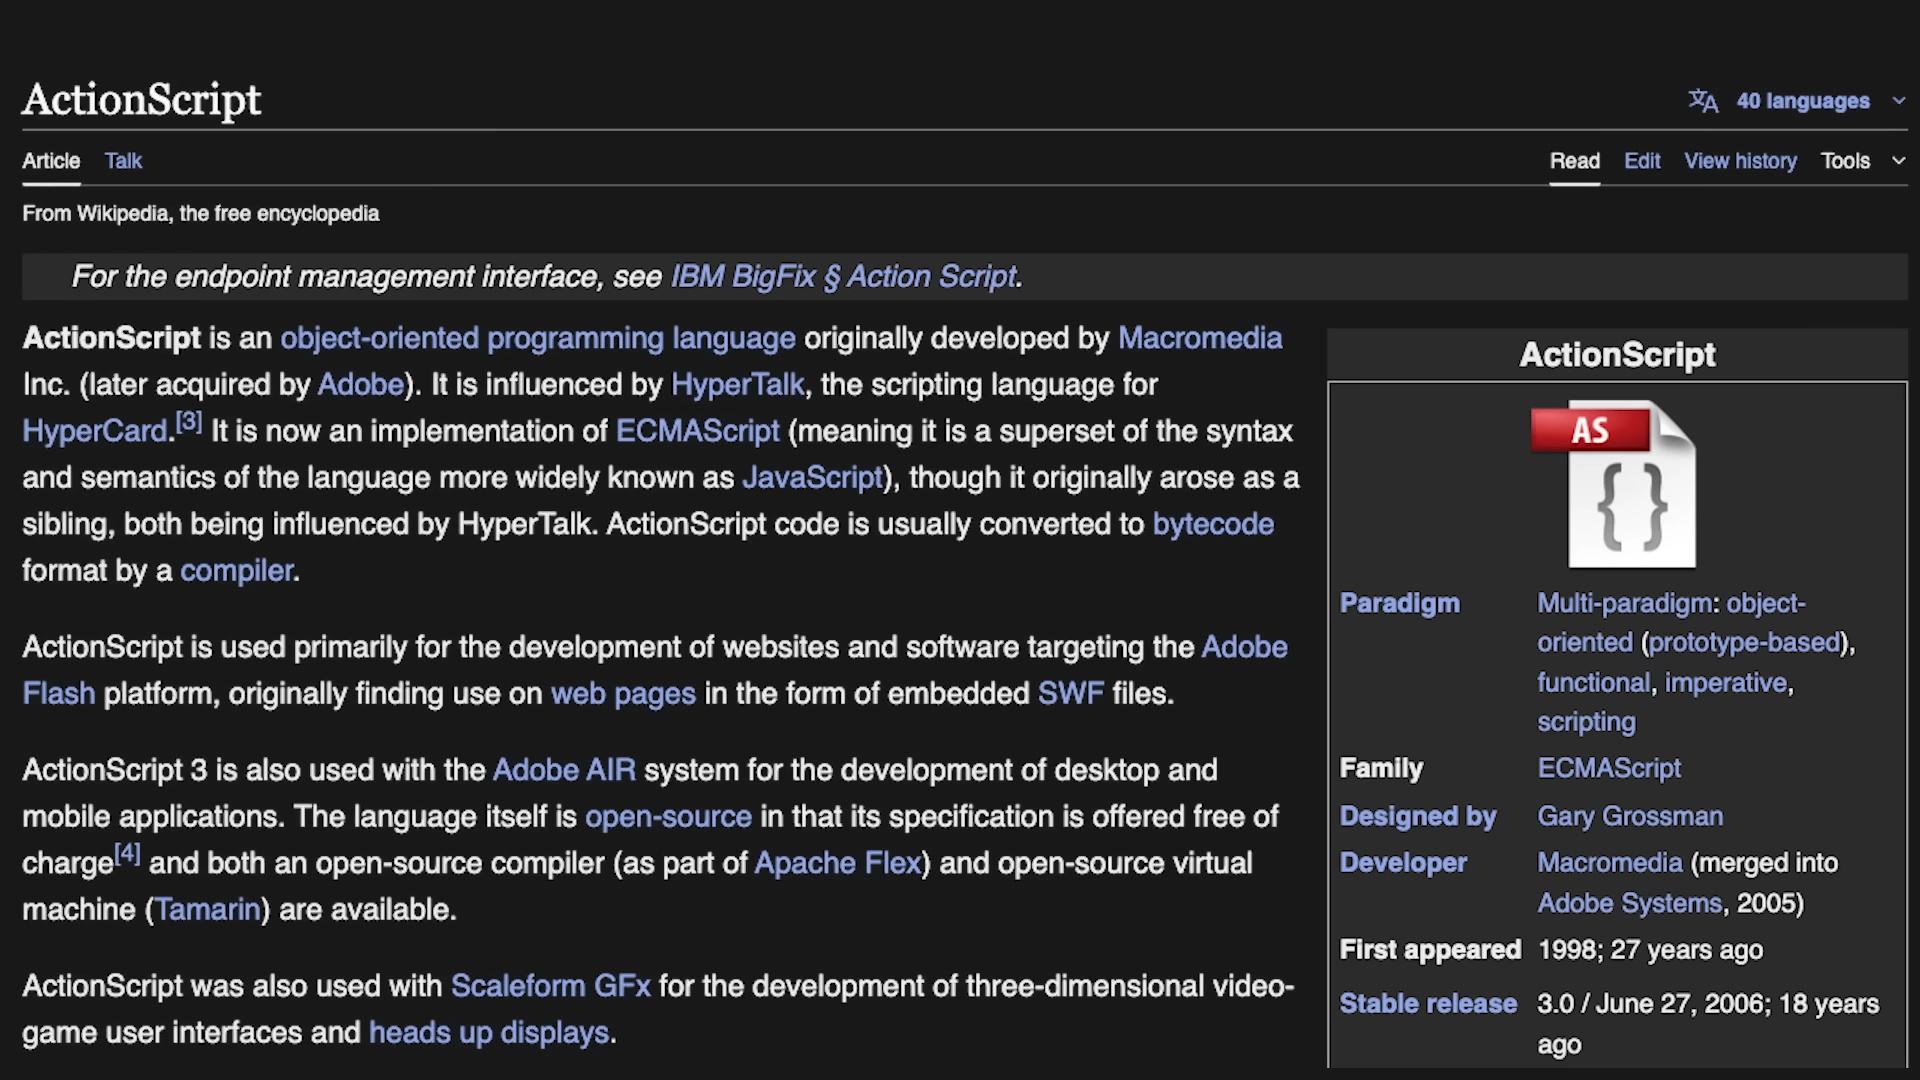 ActionScript
40 languages
Article Talk
Read Edit View history Tools
From Wikipedia, the free encyclopedia
For the endpoint management interface, see IBM BigFix § Action Script.
ActionScript is an object-oriented programming language originally developed by Macromedia
Inc. (later acquired by Adobe). It is influenced by HyperTalk, the scripting language for
HyperCard.[3] It is now an implementation of ECMAScript (meaning it is a superset of the syntax
and semantics of the language more widely known as JavaScript), though it originally arose as a
sibling, both being influenced by HyperTalk. ActionScript code is usually converted to bytecode
format by a compiler.
ActionScript is used primarily for the development of websites and software targeting the Adobe
Flash platform, originally finding use on web pages in the form of embedded SWF files.
ActionScript 3 is also used with the Adobe AIR system for the development of desktop and
mobile applications. The language itself is open-source in that its specification is offered free of
charge[4] and both an open-source compiler (as part of Apache Flex) and open-source virtual
machine (Tamarin) are available.
ActionScript was also used with Scaleform GFx for the development of three-dimensional video-
game user interfaces and heads up displays.
ActionScript
AS
{}
Paradigm Multi-paradigm: object-
oriented (prototype-based),
functional, imperative,
scripting
Family ECMAScript
Designed by Gary Grossman
Developer Macromedia (merged into
Adobe Systems, 2005)
First appeared 1998; 27 years ago
Stable release 3.0 / June 27, 2006; 18 years
ago